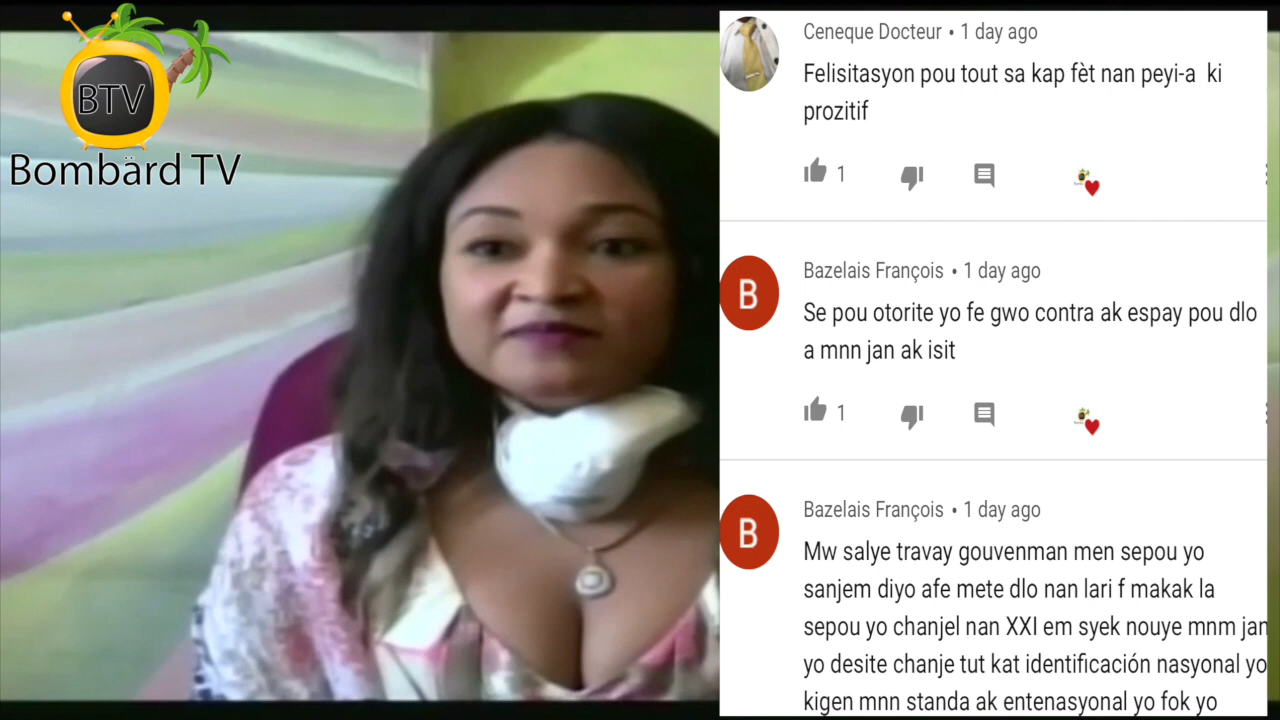 BTV
Bombärd TV
Ceneque Docteur • 1 day ago
Felisitasyon pou tout sa kap fèt nan peyi-a ki
prozitif
1
Bazelais François • 1 day ago
Se pou otorite yo fe gwo contra ak espay pou dlo
a mnn jan ak isit
1
Bazelais François • 1 day ago
Mw salye travay gouvenman men sepou yo
sanjem diyo afe mete dlo nan lari f makak la
sepou yo chanjel nan XXI em syek nouye mnm jan
yo desite chanje tut kat identificación nasyonal yo
kigen mnn standa ak entenasyonal yo fok yo
B
B